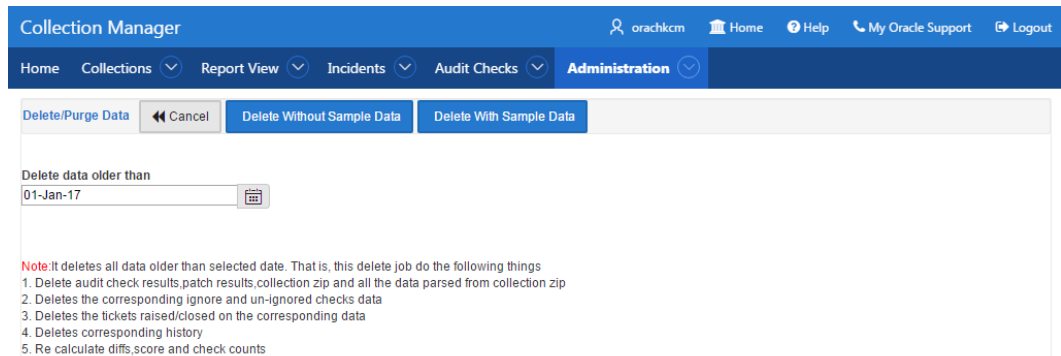 Collection Manager
orachkcm Home Help My Oracle Support Logout
Home Collections Report View Incidents Audit Checks Administration
Delete/Purge Data Cancel Delete Without Sample Data Delete With Sample Data
Delete data older than
01-Jan-17
Note:It deletes all data older than selected date. That is, this delete job do the following things
1. Delete audit check results,patch results,collection zip and all the data parsed from collection zip
2. Deletes the corresponding ignore and un-ignored checks data
3. Deletes the tickets raised/closed on the corresponding data
4. Deletes corresponding history
5. Re calculate diffs,score and check counts